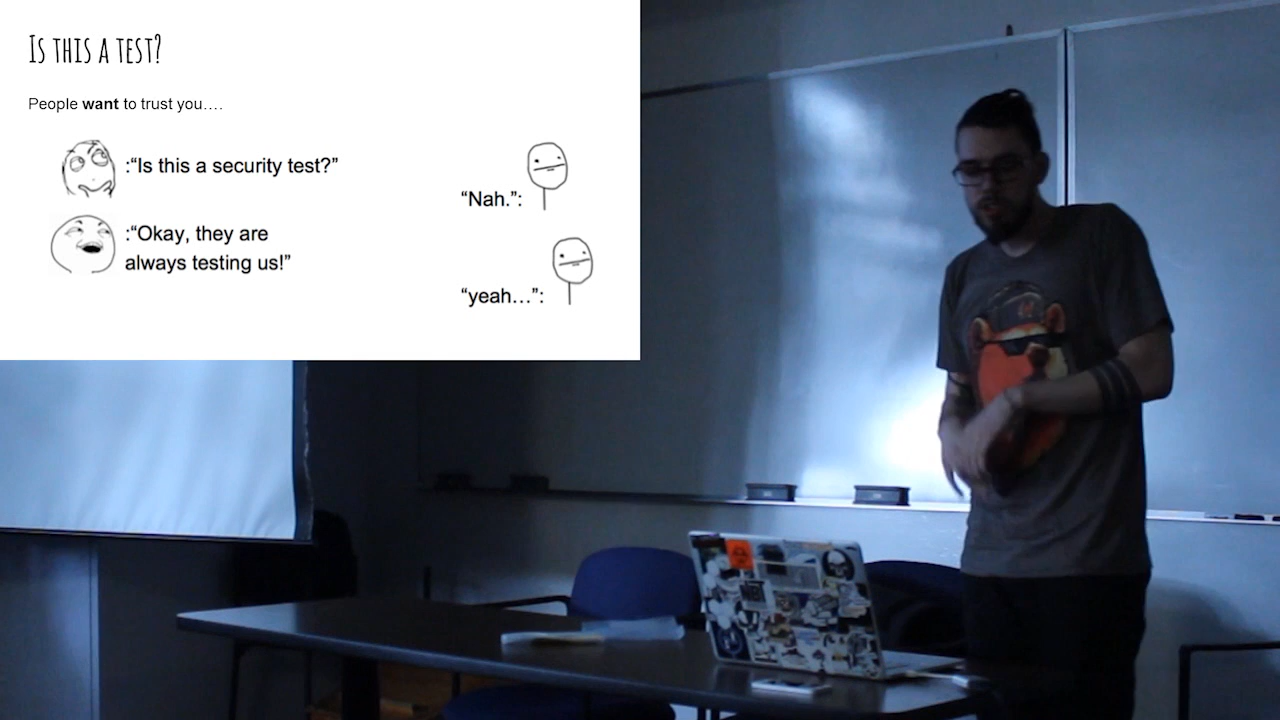 Is this a test?
People want to trust you....
:“Is this a security test?”
“Nah.”:
:“Okay, they are
always testing us!”
“yeah…”: